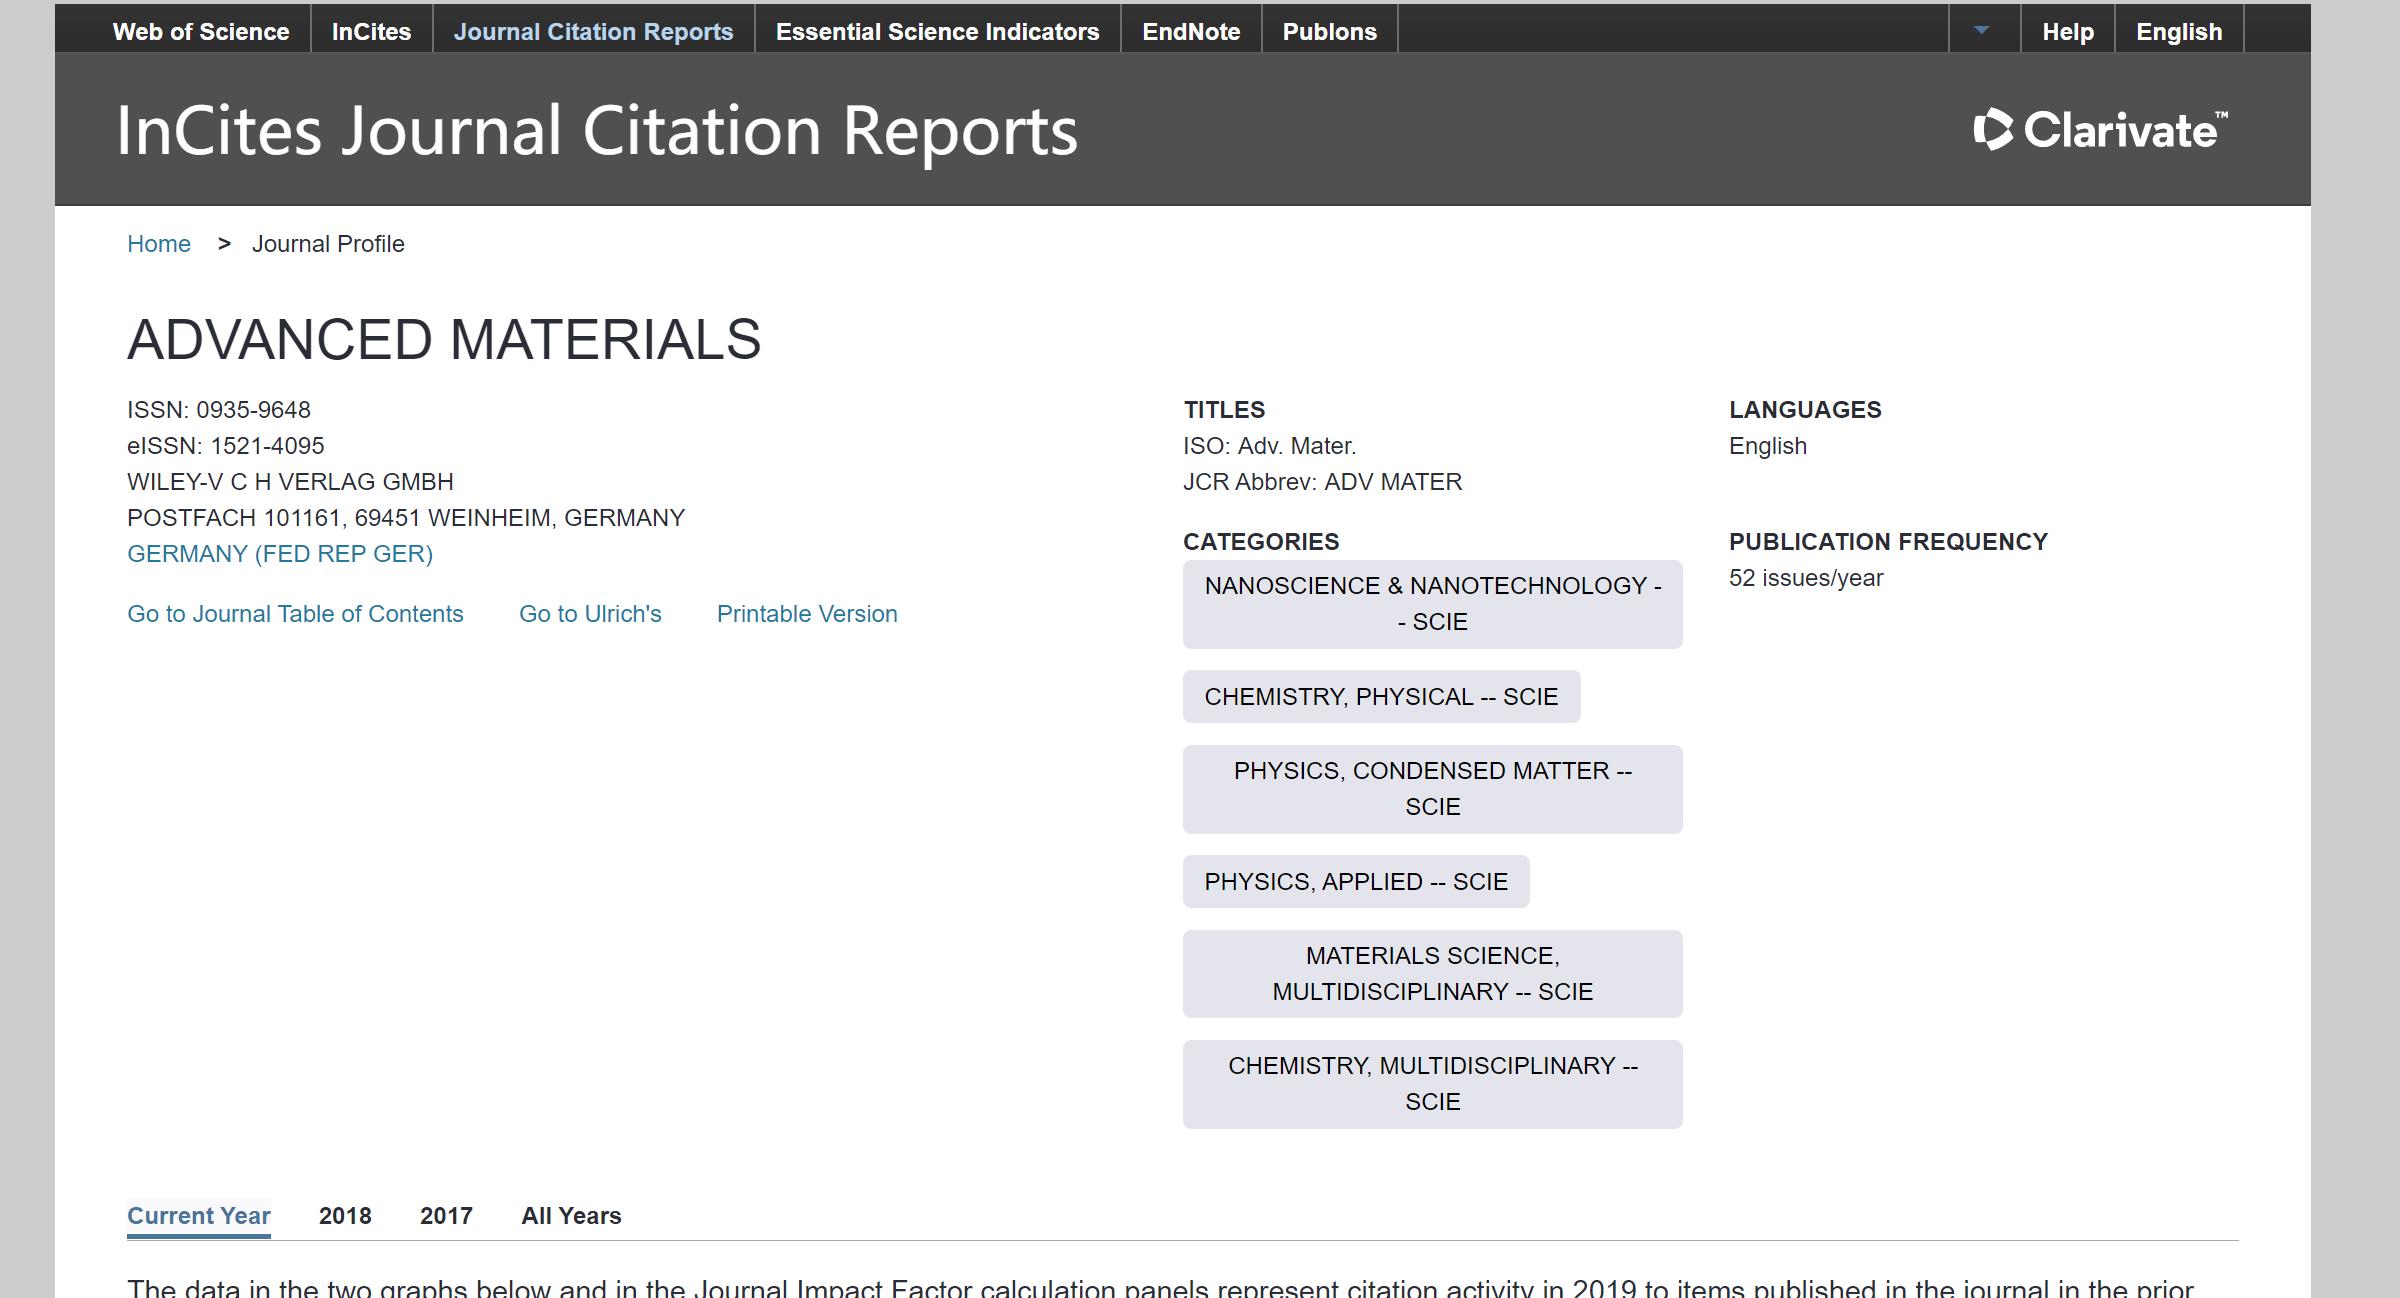 Web of Science InCites Journal Citation Reports Essential Science Indicators EndNote Publons Help English
InCites Journal Citation Reports
Clarivate™
Home > Journal Profile
ADVANCED MATERIALS
ISSN: 0935-9648
eISSN: 1521-4095
WILEY-V C H VERLAG GMBH
POSTFACH 101161, 69451 WEINHEIM, GERMANY
GERMANY (FED REP GER)
Go to Journal Table of Contents Go to Ulrich's Printable Version
TITLES
ISO: Adv. Mater.
JCR Abbrev: ADV MATER
LANGUAGES
English
CATEGORIES
NANOSCIENCE & NANOTECHNOLOGY -
- SCIE
CHEMISTRY, PHYSICAL -- SCIE
PHYSICS, CONDENSED MATTER --
SCIE
PHYSICS, APPLIED -- SCIE
MATERIALS SCIENCE,
MULTIDISCIPLINARY -- SCIE
CHEMISTRY, MULTIDISCIPLINARY --
SCIE
PUBLICATION FREQUENCY
52 issues/year
Current Year 2018 2017 All Years
The data in the two graphs below and in the Journal Impact Factor calculation panels represent citation activity in 2019 to items published in the journal in the prior